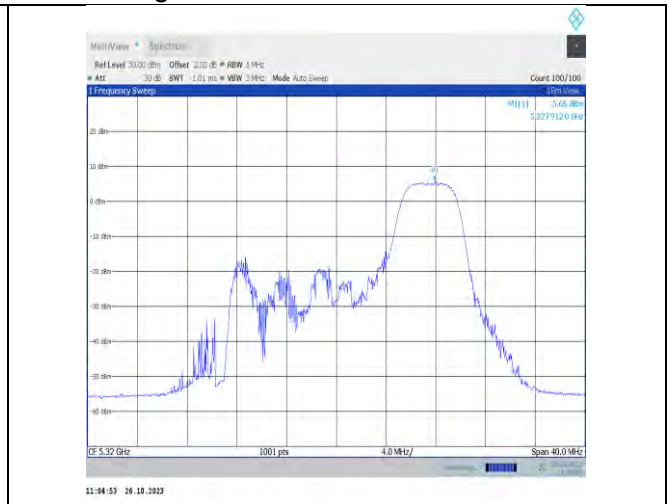 MultiView Spectrum
Ref Level 30.00 dBm Offset 2.02 dB RBW 1 MHz
Att 30 dB SWT 1.01 ms VBW 3 MHz Mode Auto Sweep Count 100/100
1 Frequency Sweep 1Rm View
M1[1] 5.66 dBm
5.3279120 GHz
20 dBm
10 dBm
M1
0 dBm
-10 dBm
-20 dBm
-30 dBm
-40 dBm
-50 dBm
-60 dBm
CF 5.32 GHz 1001 pts 4.0 MHz/ Span 40.0 MHz
11:04:53 26.10.2023